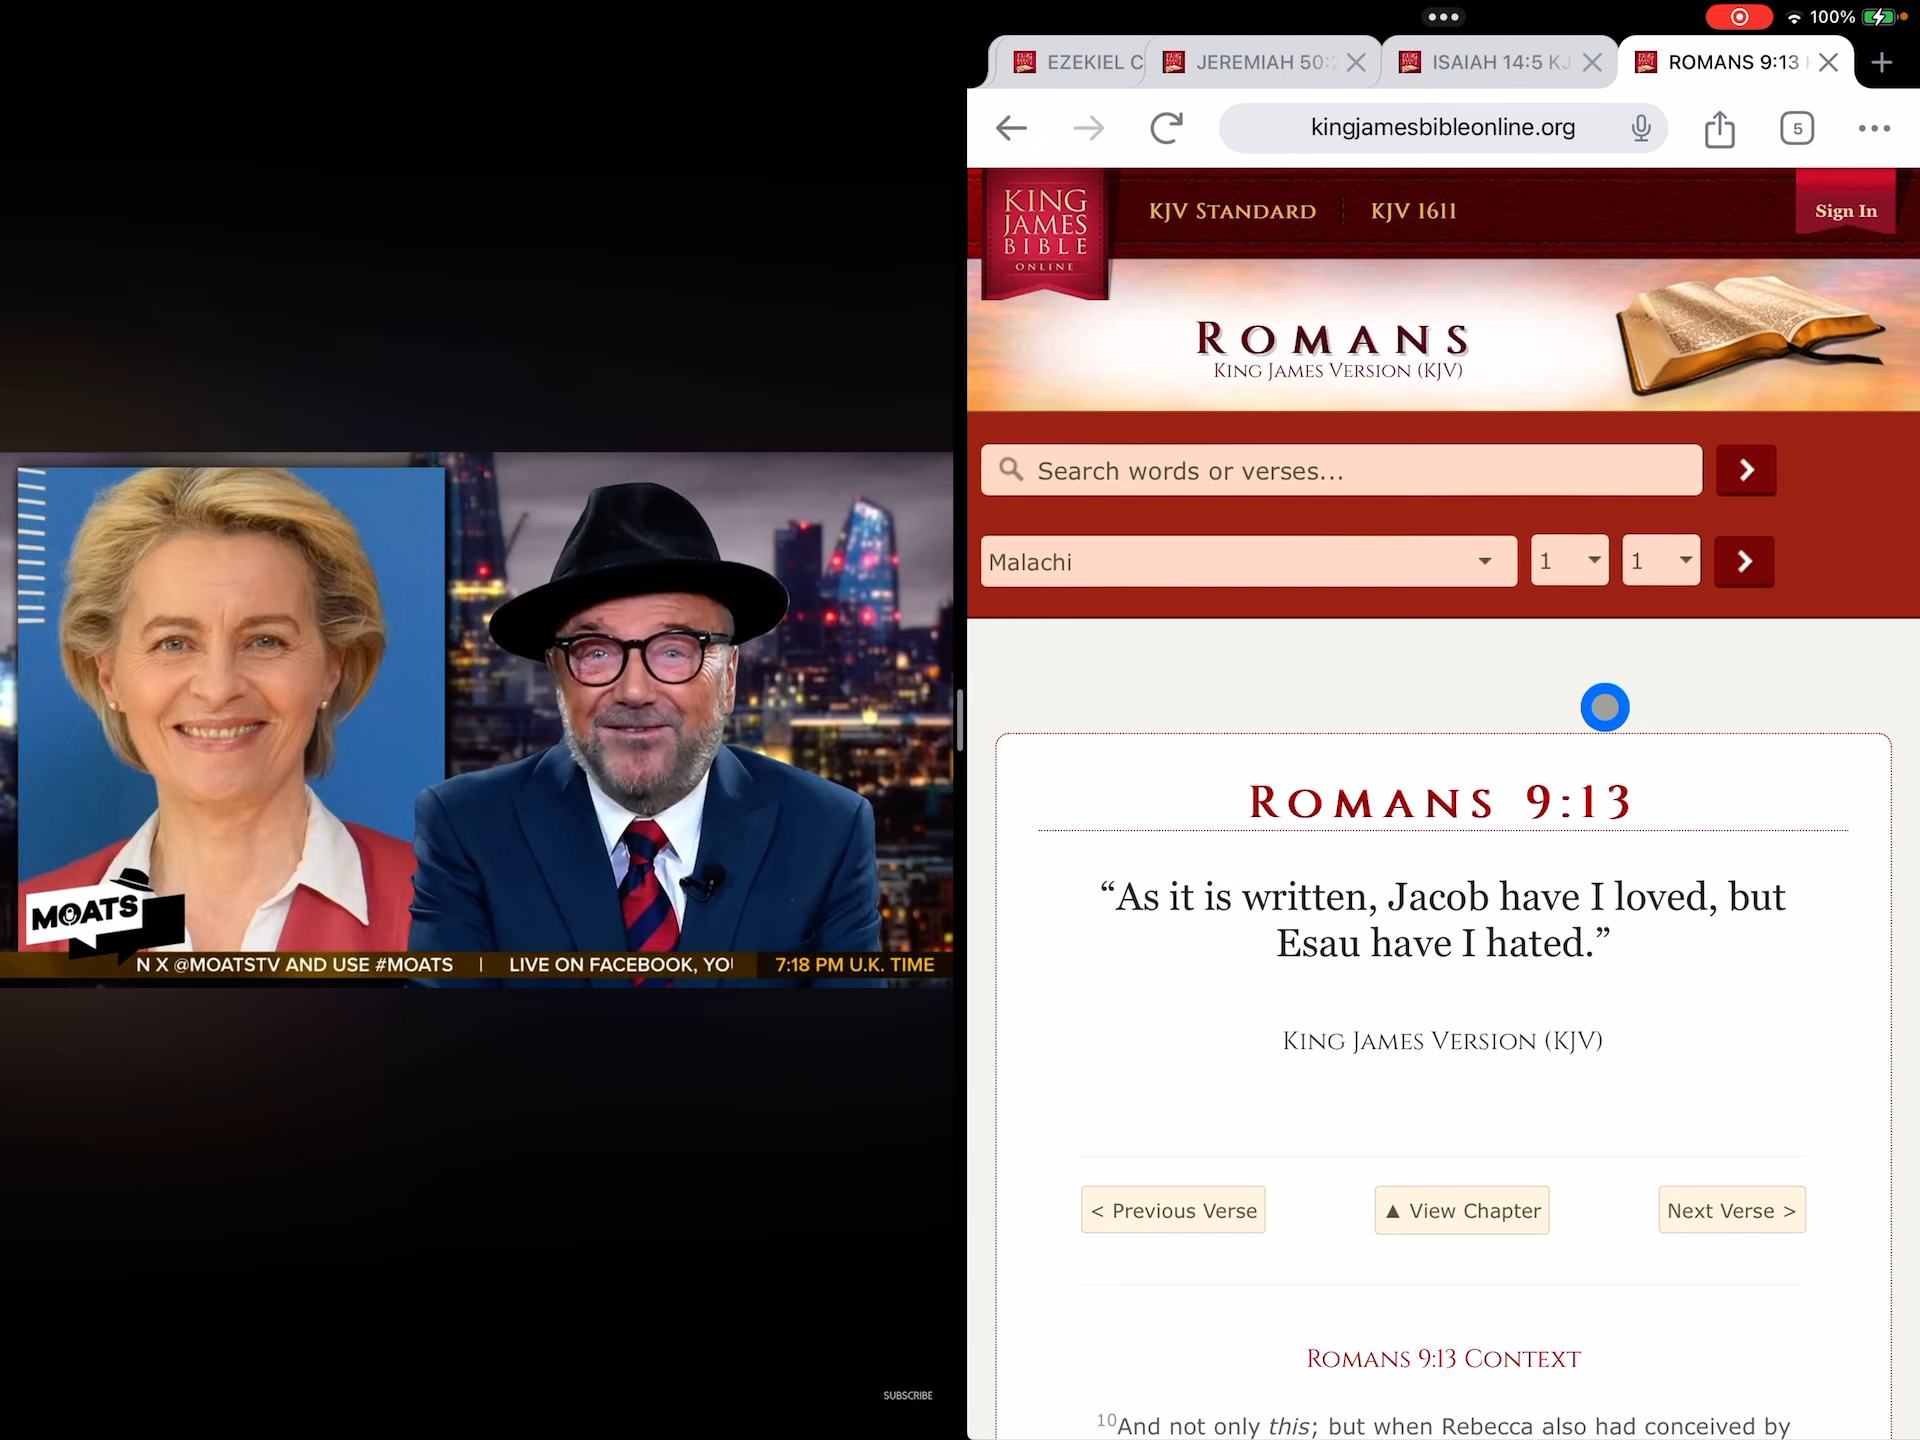 MOATS
N X @MOATSTV AND USE #MOATS | LIVE ON FACEBOOK, YOU 7:18 PM U.K. TIME
SUBSCRIBE
100%
EZEKIEL C
JEREMIAH 50:2
ISAIAH 14:5 KJ
ROMANS 9:13
kingjamesbibleonline.org
5
KING
JAMES
BIBLE
ONLINE
KJV STANDARD
KJV 1611
Sign In
ROMANS
KING JAMES VERSION (KJV)
Search words or verses...
Malachi
1
1
ROMANS 9:13
“As it is written, Jacob have I loved, but
Esau have I hated.”
KING JAMES VERSION (KJV)
< Previous Verse
▲ View Chapter
Next Verse >
ROMANS 9:13 CONTEXT
10And not only this; but when Rebecca also had conceived by